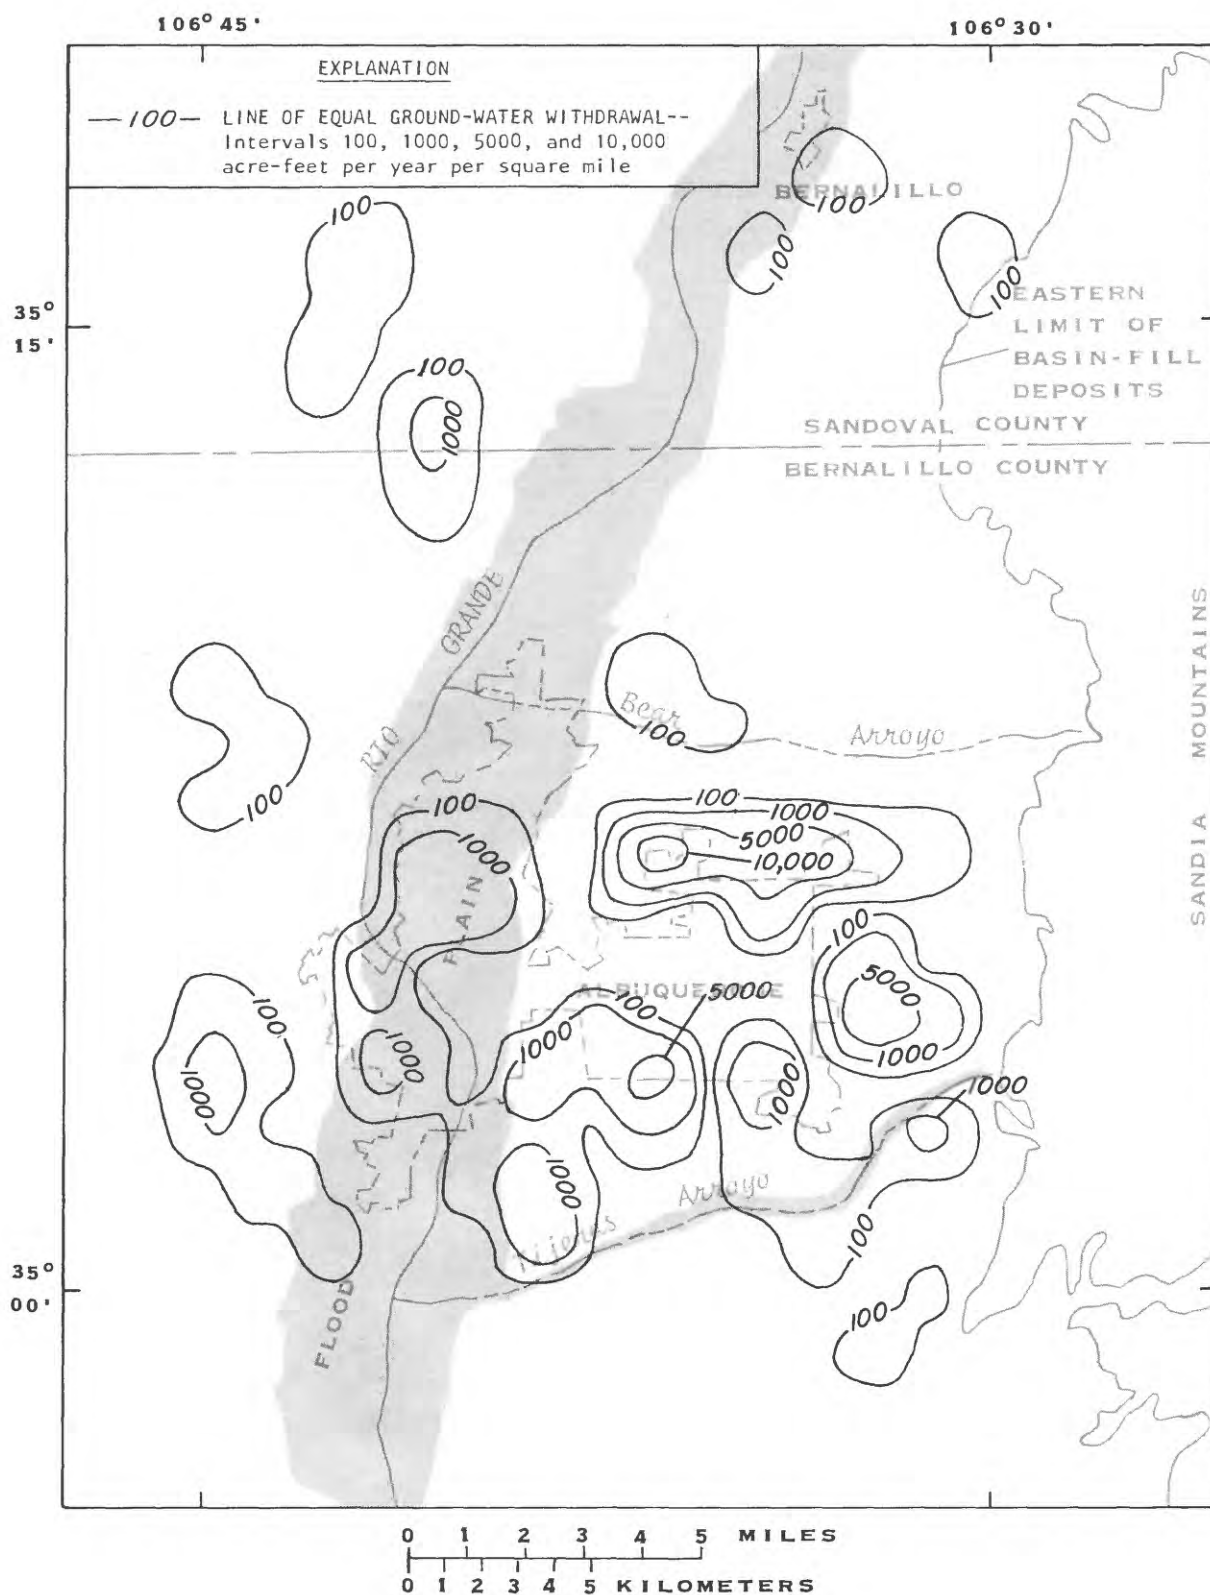 106° 45'
106° 30'
EXPLANATION
—100— LINE OF EQUAL GROUND-WATER WITHDRAWAL--
Intervals 100, 1000, 5000, and 10,000
acre-feet per year per square mile
BERNALILLO
100
100
100
100
35°
15'
EASTERN
LIMIT OF
BASIN-FILL
DEPOSITS
100
1000
SANDOVAL COUNTY
BERNALILLO COUNTY
RIO GRANDE
SANDIA MOUNTAINS
Bear Arroyo
100
100
100
1000
100
1000
5000
10,000
FLOOD PLAIN
100
5000
1000
ALBUQUERQUE
5000
100
1000
100
1000
1000
1000
1000
1000
Tijeras Arroyo
100
100
35°
00'
0 1 2 3 4 5 MILES
0 1 2 3 4 5 KILOMETERS